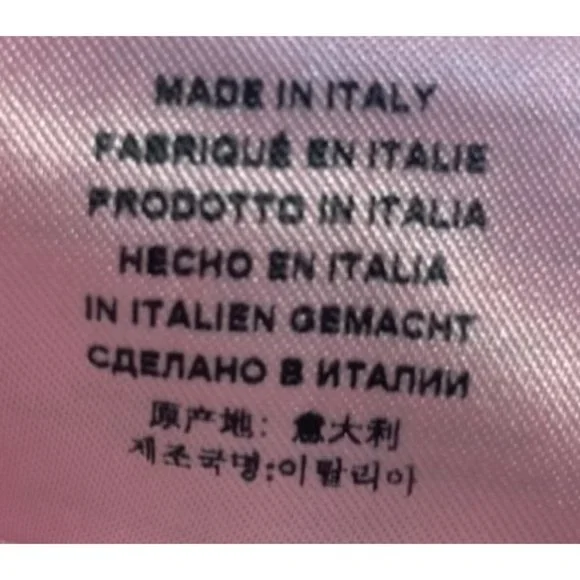 MADE IN ITALY
FABRIQUÉ EN ITALIE
PRODOTTO IN ITALIA
HECHO EN ITALIA
IN ITALIEN GEMACHT
СДЕЛАНО В ИТАЛИИ
原产地：意大利
제조국명:이탈리아